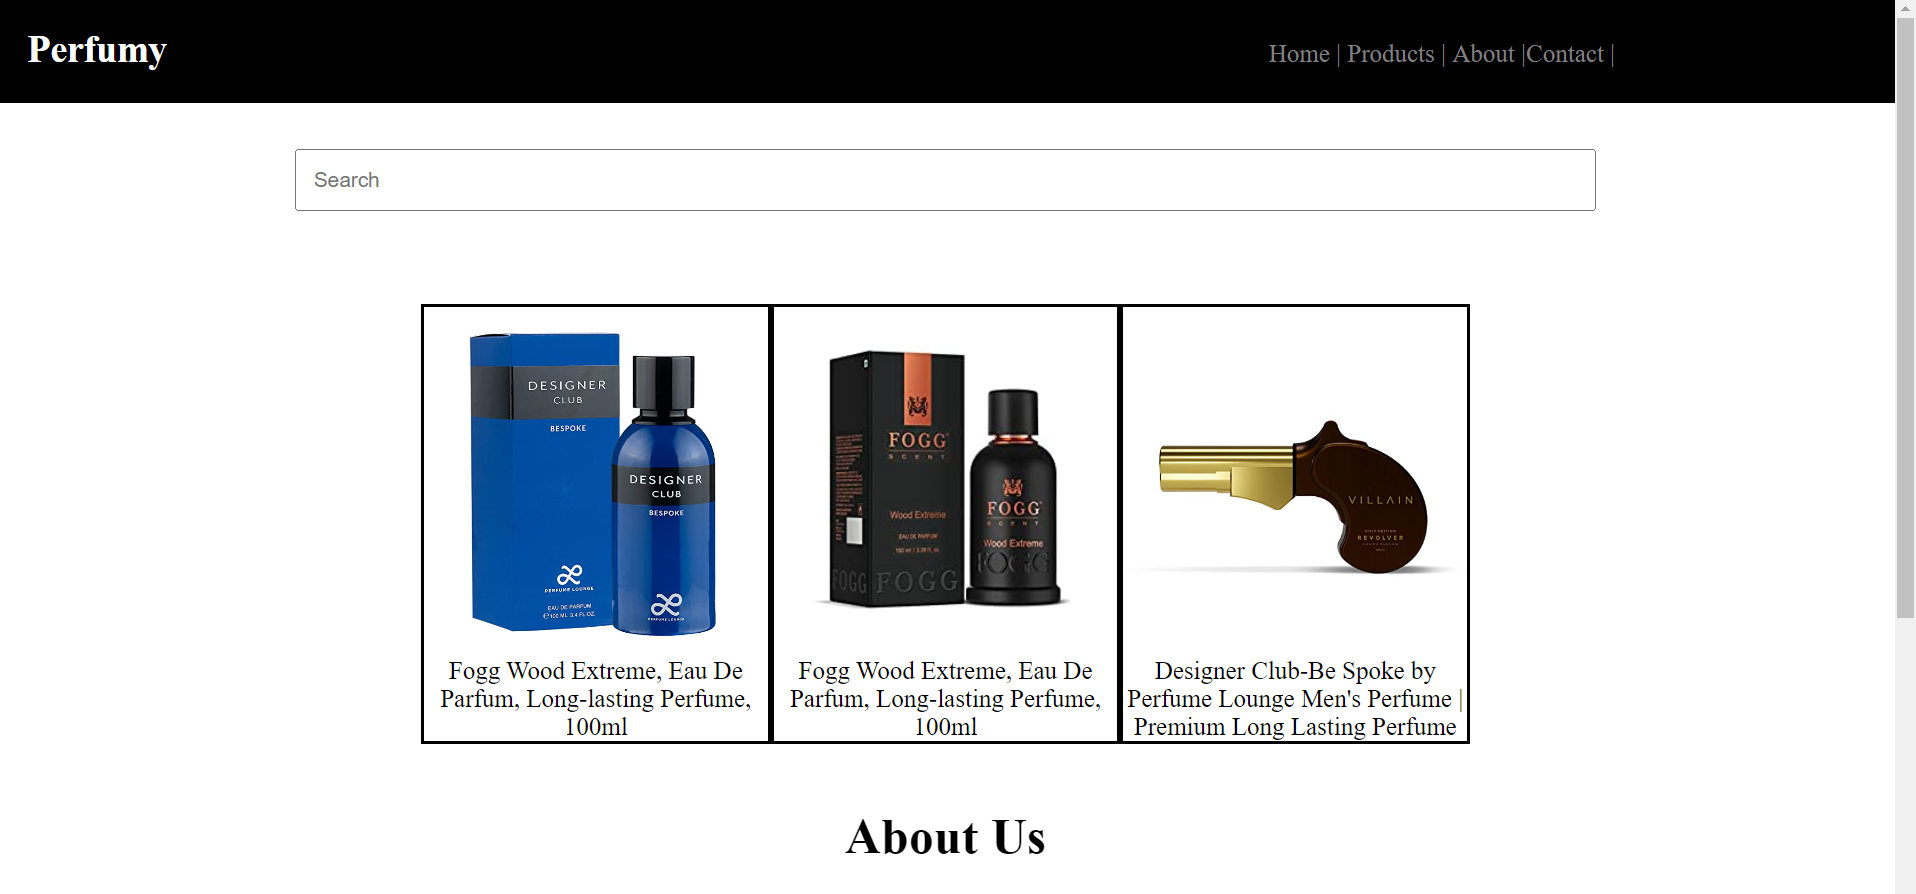 Perfumy
Home | Products | About |Contact |
Search
DESIGNER
CLUB
BESPOKE
PERFUME LOUNGE
EAU DE PARFUM
DESIGNER
CLUB
BESPOKE
PERFUME LOUNGE
FOGG
SCENT
Wood Extreme
EAU DE PARFUM
FOGG FOGG
FOGG
SCENT
Wood Extreme
FOGG
VILLAIN
REVOLVER
Fogg Wood Extreme, Eau De
Parfum, Long-lasting Perfume,
100ml
Fogg Wood Extreme, Eau De
Parfum, Long-lasting Perfume,
100ml
Designer Club-Be Spoke by
Perfume Lounge Men's Perfume |
Premium Long Lasting Perfume
About Us